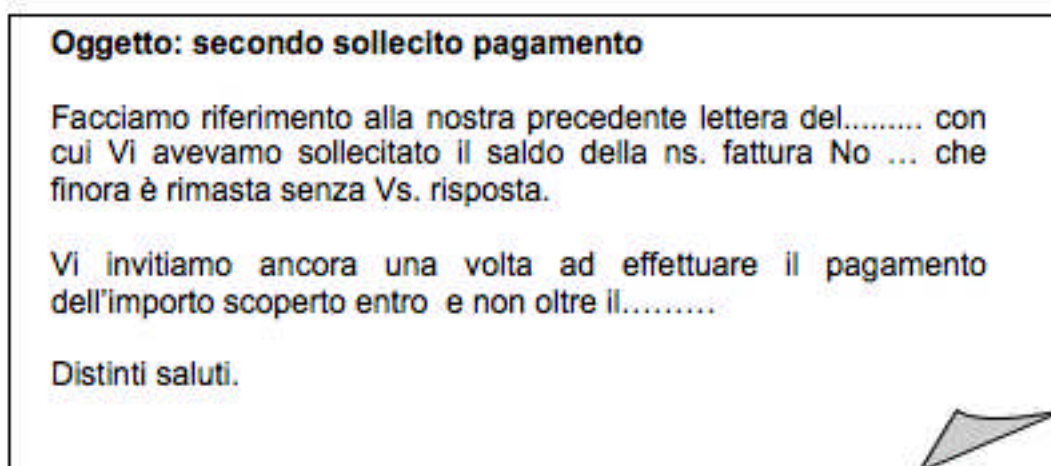 Oggetto: secondo sollecito pagamento
Facciamo riferimento alla nostra precedente lettera del......... con
cui Vi avevamo sollecitato il saldo della ns. fattura No … che
finora è rimasta senza Vs. risposta.
Vi invitiamo ancora una volta ad effettuare il pagamento
dell'importo scoperto entro e non oltre il………
Distinti saluti.